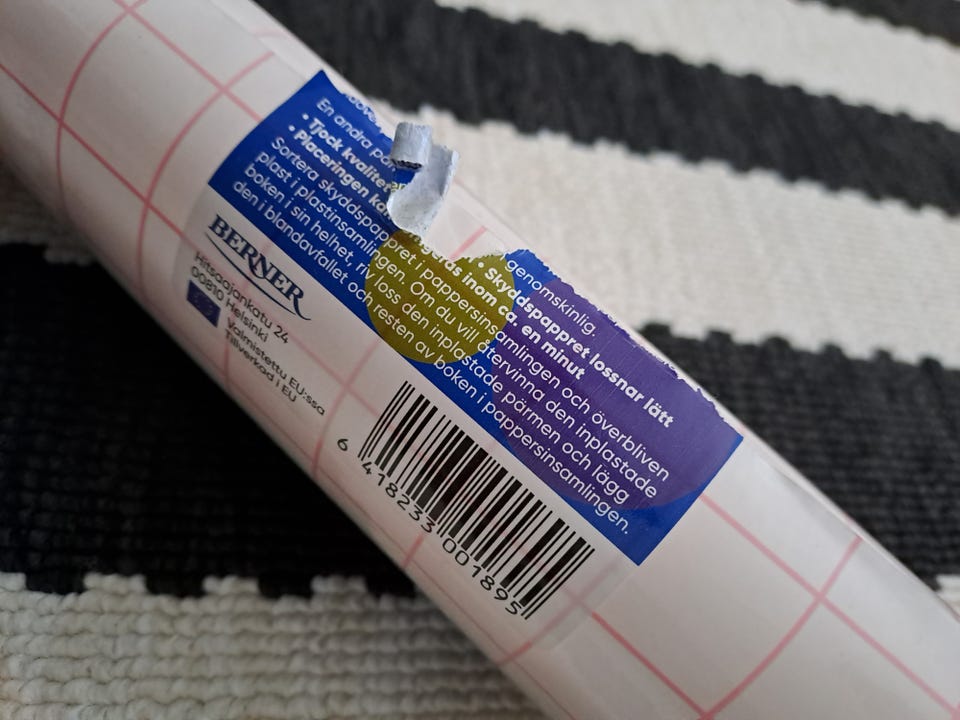 En andra genomskinlig.
• Tjock kvalitet • Skyddspappret lossnar lätt
• Placeringen inom ca. en minut
Sortera skyddspappret i pappersinsamlingen och överbliven
plast i plastinsamlingen. Om du vill återvinna den inplastade
boken i sin helhet, riv loss den inplastade pärmen och lägg
den i blandavfallet och resten av boken i pappersinsamlingen.
BERNER
Hitsaajankatu 24
00810 Helsinki
Valmistettu EU:ssa
Tillverkad i EU
6 418233 001895